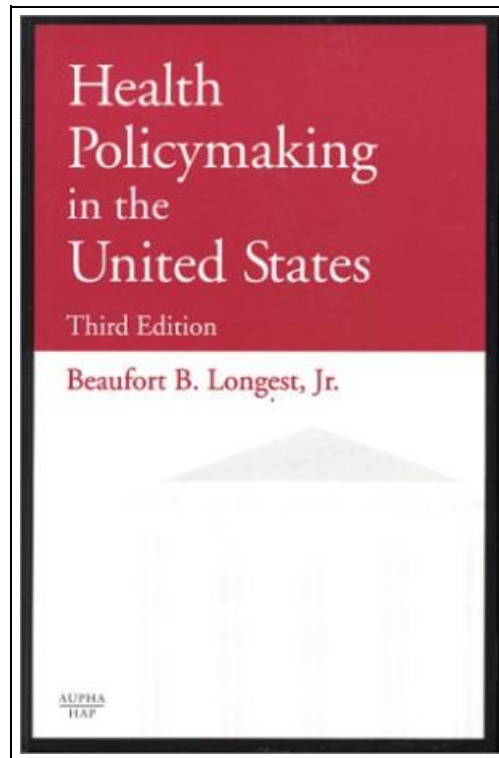 Health
Policymaking
in the
United States
Third Edition
Beaufort B. Longest, Jr.
AUPHA
HAP